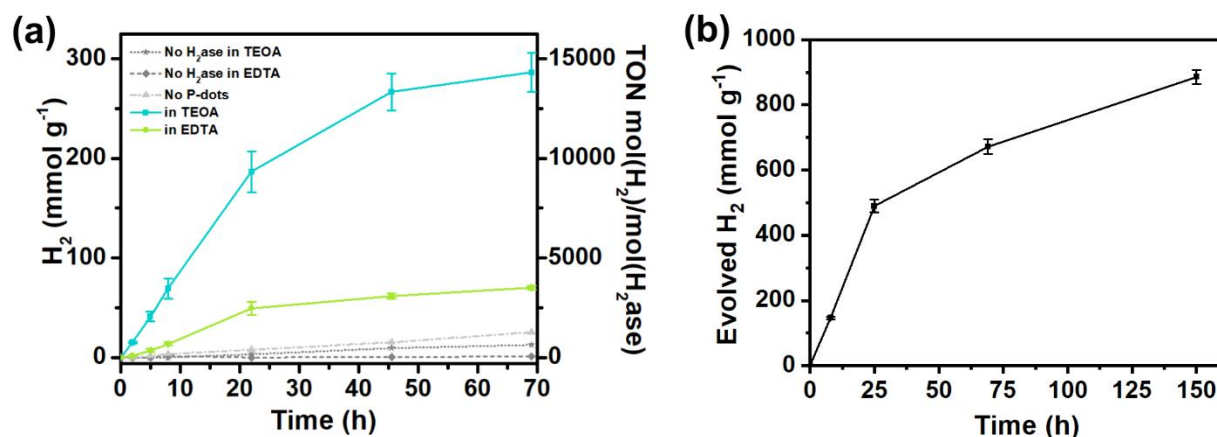 (a)
H₂ (mmol g⁻¹)
300
200
100
0
No H₂ase in TEOA
No H₂ase in EDTA
No P-dots
in TEOA
in EDTA
15000
10000
5000
0
TON mol(H₂)/mol(H₂ase)
0 10 20 30 40 50 60 70
Time (h)
(b)
Evolved H₂ (mmol g⁻¹)
1000
800
600
400
200
0
0 25 50 75 100 125 150
Time (h)